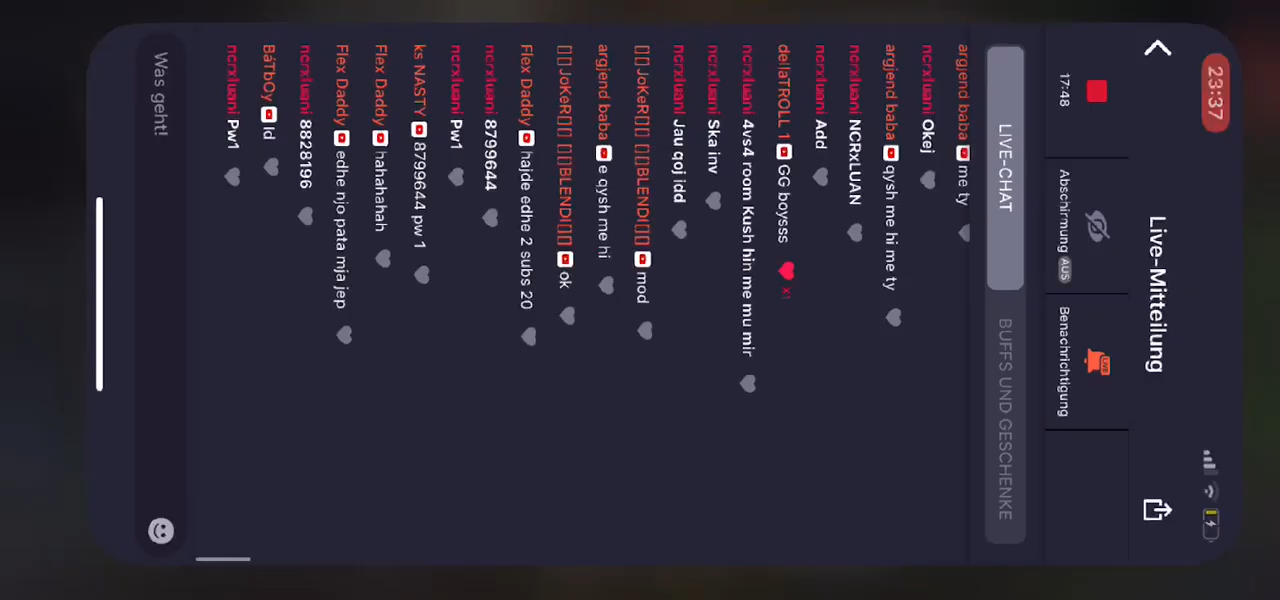 23:37
Live-Mitteilung
17:48
Abschirmung AUS
Benachrichtigung
LIVE-CHAT
BUFFS UND GESCHENKE
argjend baba me ty
ncrxluani Okej
argjend baba qysh me hi me ty
ncrxluani NCRxLUAN
ncrxluani Add
dellaTROLL 1 GG boysss x1
ncrxluani 4vs4 room Kush hin me mu mir
ncrxluani Ska inv
ncrxluani Jau qoj idd
JoKeR BLENDI mod
argjend baba e qysh me hi
JoKeR BLENDI ok
Flex Daddy hajde edhe 2 subs 20
ncrxluani 8799644
ncrxluani Pw1
ks NASTY 8799644 pw 1
Flex Daddy hahahahah
Flex Daddy edhe njo pata mja jep
ncrxluani 8828196
BáTbOy Id
ncrxluani Pw1
Was geht!